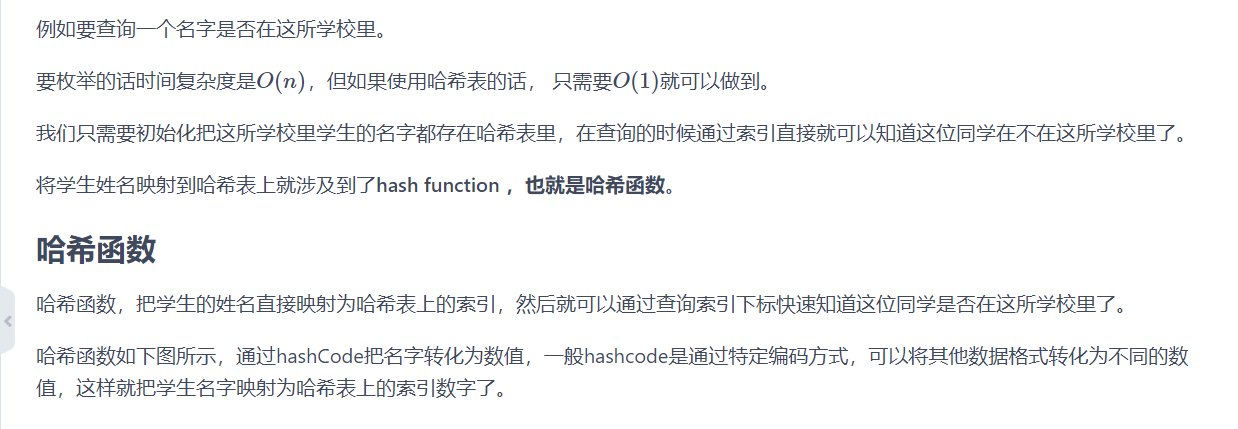 例如要查询一个名字是否在这所学校里。
要枚举的话时间复杂度是O(n)，但如果使用哈希表的话， 只需要O(1)就可以做到。
我们只需要初始化把这所学校里学生的名字都存在哈希表里，在查询的时候通过索引直接就可以知道这位同学在不在这所学校里了。
将学生姓名映射到哈希表上就涉及到了hash function ，也就是哈希函数。
哈希函数
哈希函数，把学生的姓名直接映射为哈希表上的索引，然后就可以通过查询索引下标快速知道这位同学是否在这所学校里了。
哈希函数如下图所示，通过hashCode把名字转化为数值，一般hashcode是通过特定编码方式，可以将其他数据格式转化为不同的数
值，这样就把学生名字映射为哈希表上的索引数字了。